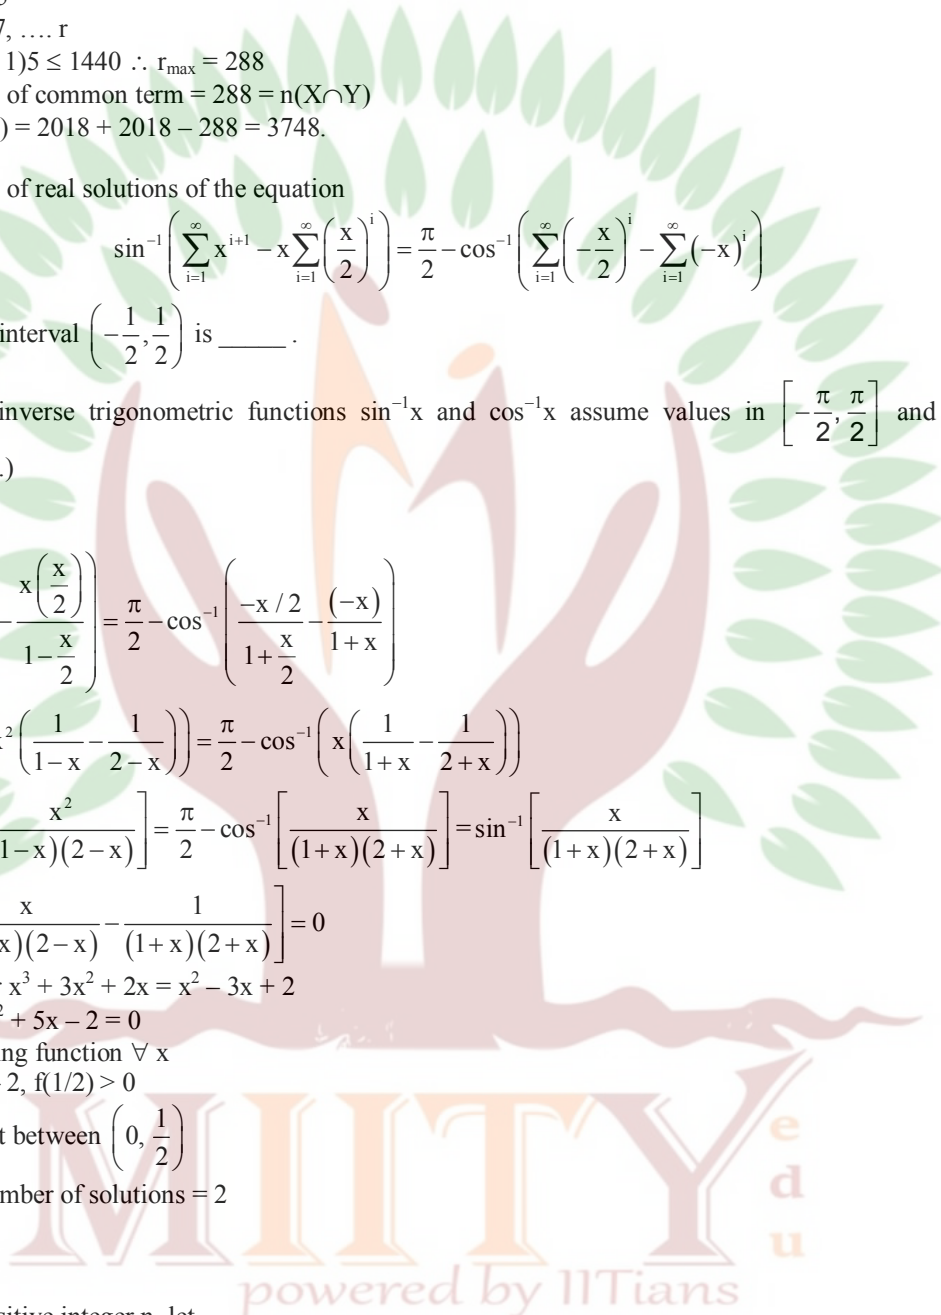 7, .... r
1)5 ≤ 1440 ∴ r_max = 288
of common term = 288 = n(X∩Y)
) = 2018 + 2018 – 288 = 3748.
of real solutions of the equation
sin⁻¹(∑_{i=1}^{∞} x^{i+1} − x∑_{i=1}^{∞} (x/2)^i) = π/2 − cos⁻¹(∑_{i=1}^{∞} (−x/2)^i − ∑_{i=1}^{∞} (−x)^i)
interval (−1/2, 1/2) is _____ .
inverse trigonometric functions sin⁻¹x and cos⁻¹x assume values in [−π/2, π/2] and
.)
− x(x/2)/(1 − x/2)) = π/2 − cos⁻¹((−x/2)/(1 + x/2) − (−x)/(1 + x))
²(1/(1−x) − 1/(2−x))) = π/2 − cos⁻¹(x(1/(1+x) − 1/(2+x)))
x²/(1−x)(2−x)] = π/2 − cos⁻¹[x/((1+x)(2+x))] = sin⁻¹[x/((1+x)(2+x))]
x/x)(2−x) − 1/((1+x)(2+x))] = 0
x³ + 3x² + 2x = x² – 3x + 2
² + 5x – 2 = 0
ng function ∀ x
2, f(1/2) > 0
t between (0, 1/2)
mber of solutions = 2
MIITY
edu
powered by IITians
sitive integer n, let